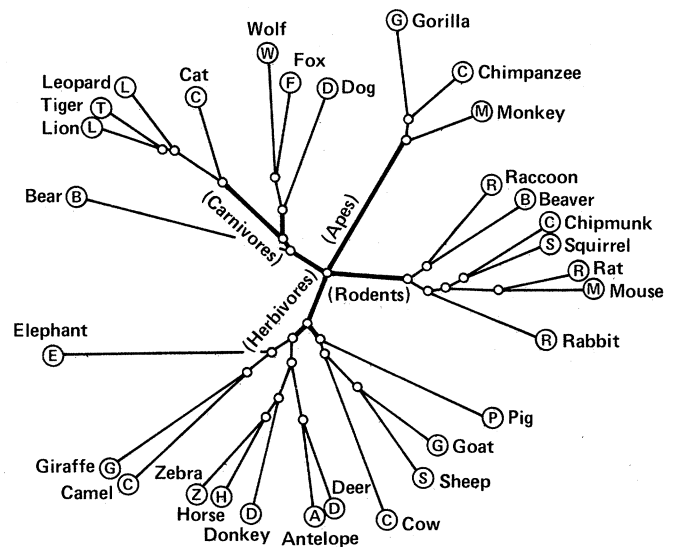 G Gorilla
Wolf
W
Fox
F
Cat
C
D Dog
C Chimpanzee
Leopard L
Tiger T
Lion L
M Monkey
Raccoon
R
B Beaver
Bear B
C Chipmunk
S Squirrel
(Carnivores)
(Apes)
R Rat
M Mouse
(Rodents)
(Herbivores)
R Rabbit
Elephant
E
P Pig
G Goat
Giraffe G
Camel C
Zebra
Z
S Sheep
Horse
H
Donkey
D
Deer
D
Antelope
A
C Cow